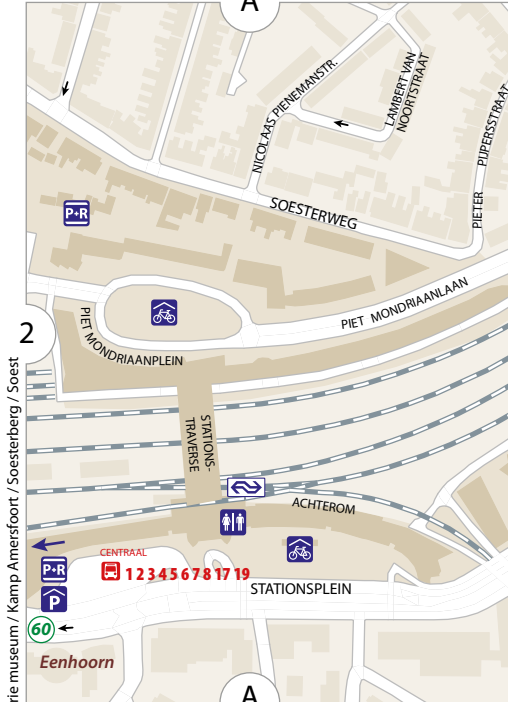 A
NICOLAAS PIENEMANSTR.
LAMBERT VAN
NOORTSTRAAT
PIETER PIJPERSSTRAAT
SOESTERWEG
P+R
PIET MONDRIAANLAAN
PIET MONDRIAANPLEIN
2
STATIONS-
TRAVERSE
ACHTEROM
CENTRAAL
1 2 3 4 5 6 7 8 17 19
P+R
P
STATIONSPLEIN
60
Eenhoorn
rie museum / Kamp Amersfoort / Soesterberg / Soest
A